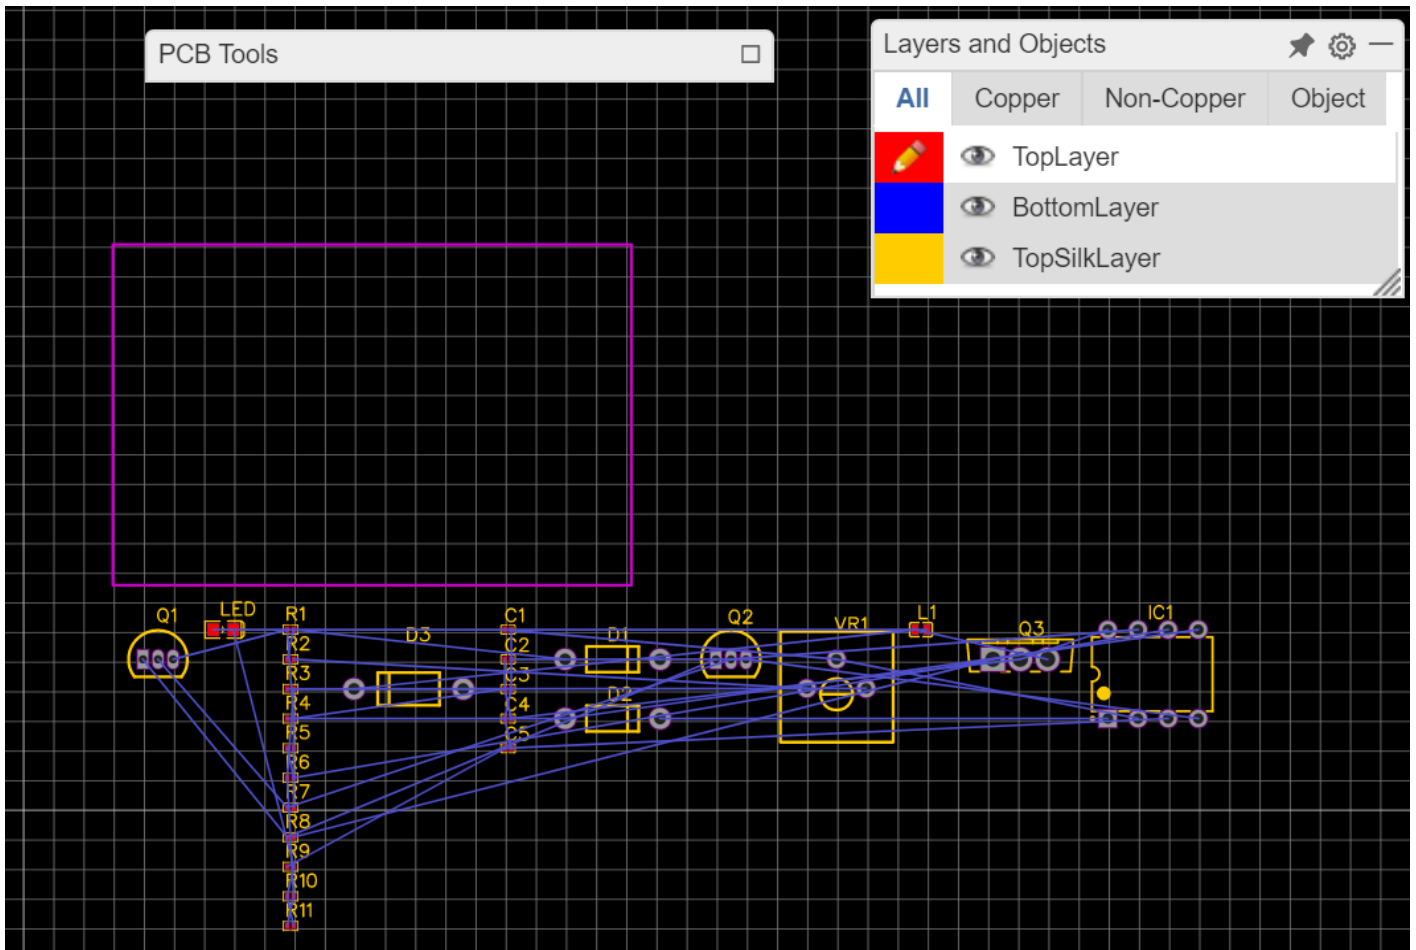 PCB Tools
Layers and Objects
All Copper Non-Copper Object
TopLayer
BottomLayer
TopSilkLayer
Q1 LED R1 C1 Q2 L1 IC1
D3 D1 VR1 Q3
R2 C2
R3 C3
D2
R4 C4
R5 C5
R6
R7
R8
R9
R10
R11